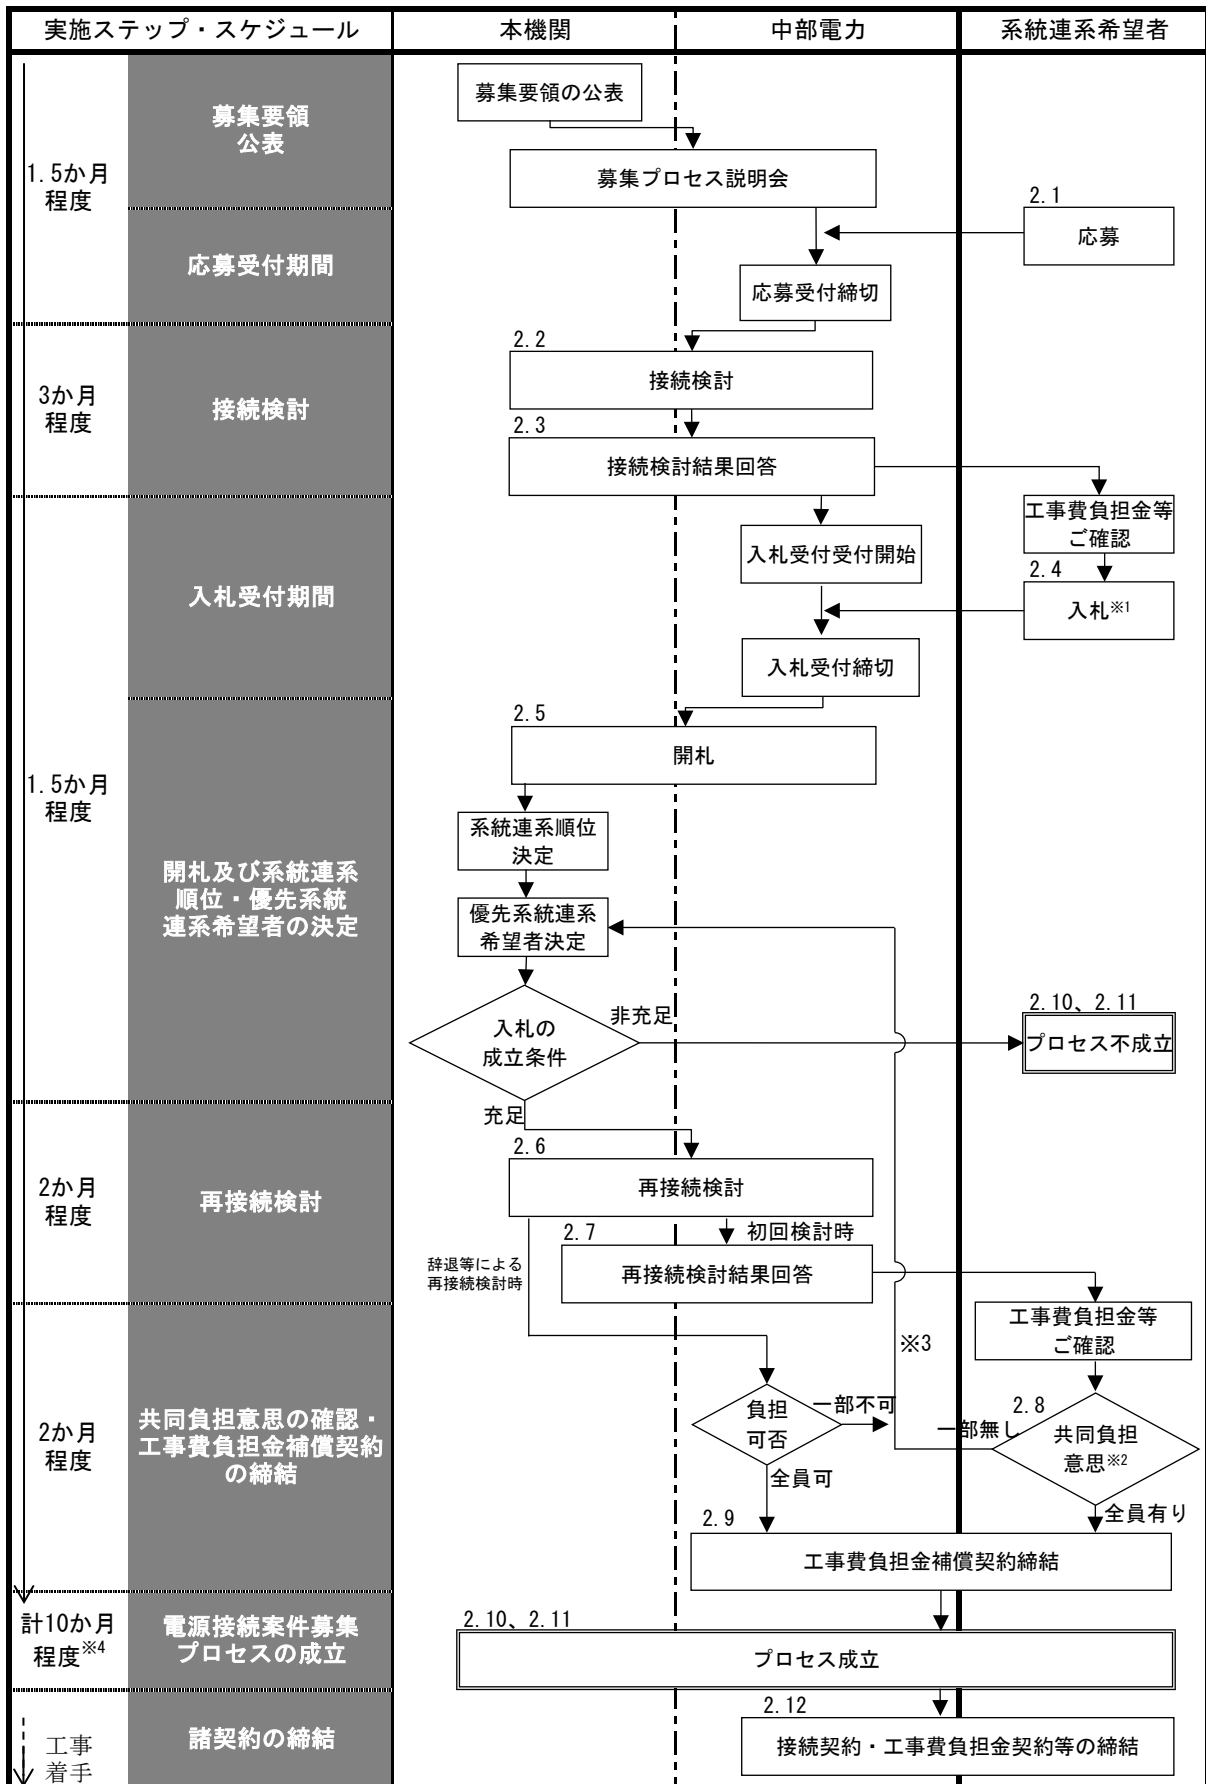 実施ステップ・スケジュール
本機関
中部電力
系統連系希望者
1.5か月
程度
募集要領
公表
募集要領の公表
募集プロセス説明会
2.1
応募
応募受付期間
応募受付締切
3か月
程度
接続検討
2.2
接続検討
2.3
接続検討結果回答
工事費負担金等
ご確認
入札受付期間
入札受付受付開始
2.4
入札※1
入札受付締切
1.5か月
程度
開札及び系統連系
順位・優先系統
連系希望者の決定
2.5
開札
系統連系順位
決定
優先系統連系
希望者決定
入札の
成立条件
非充足
2.10、2.11
プロセス不成立
充足
2か月
程度
再接続検討
2.6
再接続検討
初回検討時
2.7
再接続検討結果回答
辞退等による
再接続検討時
2か月
程度
共同負担意思の確認・
工事費負担金補償契約
の締結
工事費負担金等
ご確認
※3
負担
可否
一部不可
全員可
2.8
共同負担
意思※2
一部無し
全員有り
2.9
工事費負担金補償契約締結
計10か月
程度※4
電源接続案件募集
プロセスの成立
2.10、2.11
プロセス成立
工事
着手
諸契約の締結
2.12
接続契約・工事費負担金契約等の締結